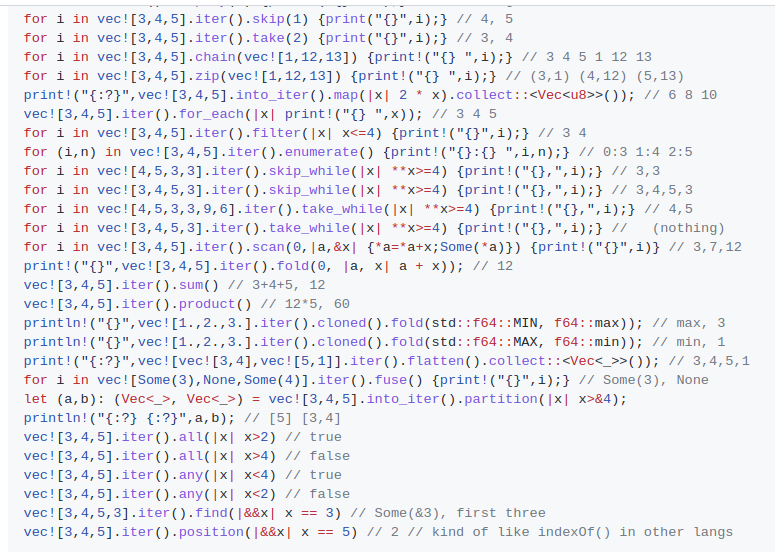 for i in vec![3,4,5].iter().skip(1) {print("{}",i);} // 4, 5
for i in vec![3,4,5].iter().take(2) {print("{}",i);} // 3, 4
for i in vec![3,4,5].iter().chain(vec![1,12,13]) {print!("{} ",i);} // 3 4 5 1 12 13
for i in vec![3,4,5].iter().zip(vec![1,12,13]) {print!("{} ",i);} // (3,1) (4,12) (5,13)
print!("{:?}",vec![3,4,5].into_iter().map(|x| 2 * x).collect::<Vec<u8>>()); // 6 8 10
vec![3,4,5].iter().for_each(|x| print!("{} ",x)); // 3 4 5
for i in vec![3,4,5].iter().filter(|x| x<=4) {print!("{}",i);} // 3 4
for (i,n) in vec![3,4,5].iter().enumerate() {print!("{}:{} ",i,n);} // 0:3 1:4 2:5
for i in vec![4,5,3,3].iter().skip_while(|x| **x>=4) {print!("{},",i);} // 3,3
for i in vec![3,4,5,3].iter().skip_while(|x| **x>=4) {print!("{},",i);} // 3,4,5,3
for i in vec![4,5,3,3,9,6].iter().take_while(|x| **x>=4) {print!("{},",i);} // 4,5
for i in vec![3,4,5,3].iter().take_while(|x| **x>=4) {print!("{},",i);} //   (nothing)
for i in vec![3,4,5].iter().scan(0,|a,&x| {*a=*a+x;Some(*a)}) {print!("{}",i)} // 3,7,12
print!("{}",vec![3,4,5].iter().fold(0, |a, x| a + x)); // 12
vec![3,4,5].iter().sum() // 3+4+5, 12
vec![3,4,5].iter().product() // 12*5, 60
println!("{}",vec![1.,2.,3.].iter().cloned().fold(std::f64::MIN, f64::max)); // max, 3
println!("{}",vec![1.,2.,3.].iter().cloned().fold(std::f64::MAX, f64::min)); // min, 1
print!("{:?}",vec![vec![3,4],vec![5,1]].iter().flatten().collect::<Vec<_>>()); // 3,4,5,1
for i in vec![Some(3),None,Some(4)].iter().fuse() {print!("{}",i);} // Some(3), None
let (a,b): (Vec<_>, Vec<_>) = vec![3,4,5].into_iter().partition(|x| x>&4);
println!("{:?} {:?}",a,b); // [5] [3,4]
vec![3,4,5].iter().all(|x| x>2) // true
vec![3,4,5].iter().all(|x| x>4) // false
vec![3,4,5].iter().any(|x| x<4) // true
vec![3,4,5].iter().any(|x| x<2) // false
vec![3,4,5,3].iter().find(|&&x| x == 3) // Some(&3), first three
vec![3,4,5].iter().position(|&&x| x == 5) // 2 // kind of like indexOf() in other langs